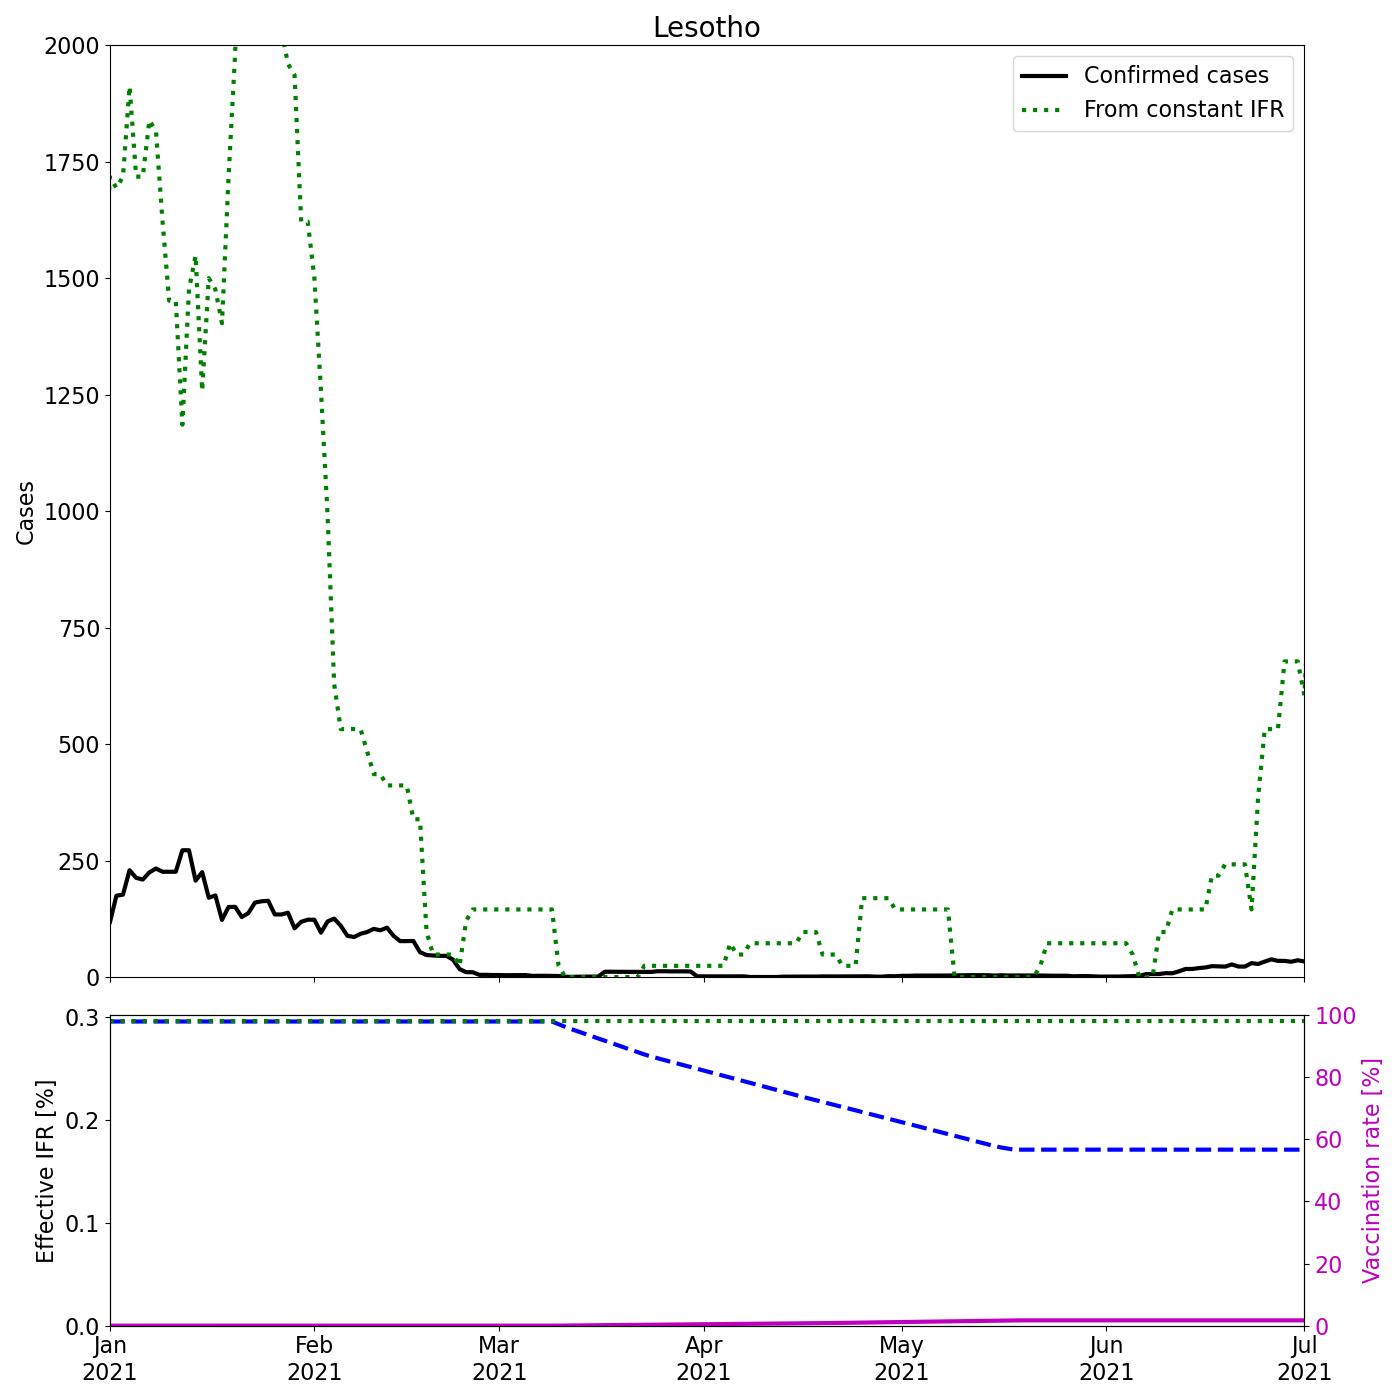 Lesotho
Confirmed cases
From constant IFR
Cases
2000
1750
1500
1250
1000
750
500
250
0
Effective IFR [%]
0.3
0.2
0.1
0.0
Vaccination rate [%]
100
80
60
40
20
0
Jan
2021
Feb
2021
Mar
2021
Apr
2021
May
2021
Jun
2021
Jul
2021